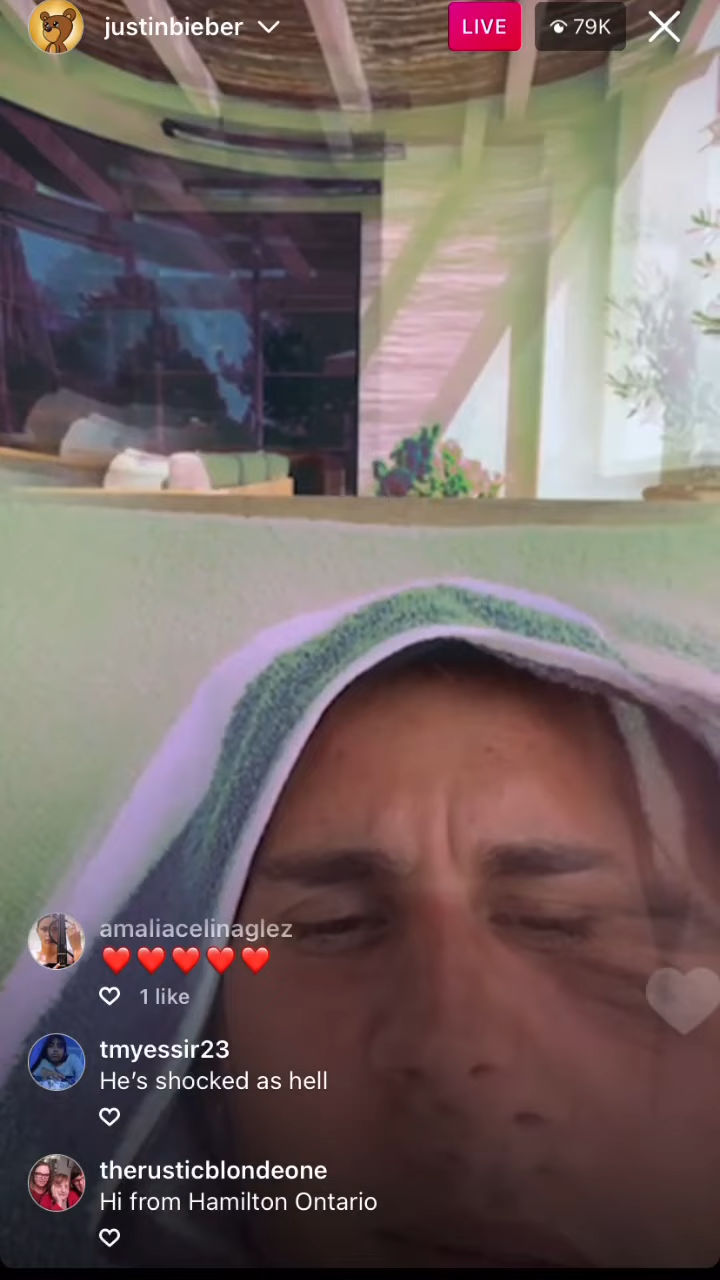 justinbieber
LIVE
79K
amaliacelinaglez
❤️❤️❤️❤️❤️
1 like
tmyessir23
He’s shocked as hell
therusticblondeone
Hi from Hamilton Ontario